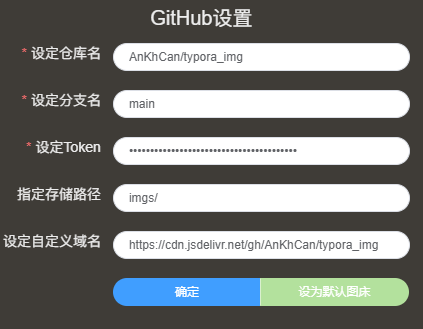 GitHub设置
* 设定仓库名 AnKhCan/typora_img
* 设定分支名 main
* 设定Token ••••••••••••••••••••••••••••••••••••••••
指定存储路径 imgs/
设定自定义域名 https://cdn.jsdelivr.net/gh/AnKhCan/typora_img
确定 设为默认图床